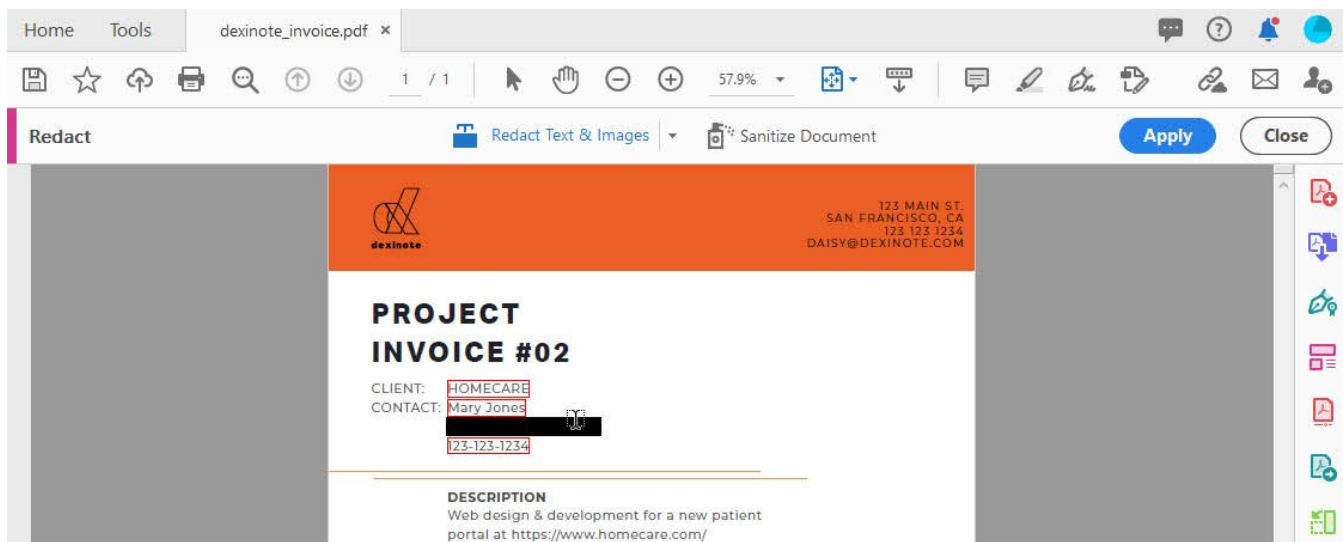 Home Tools dexinote_invoice.pdf ×
1 / 1 57.9%
Redact Redact Text & Images Sanitize Document Apply Close
dexinote
123 MAIN ST.
SAN FRANCISCO, CA
123 123 1234
DAISY@DEXINOTE.COM
PROJECT
INVOICE #02
CLIENT: HOMECARE
CONTACT: Mary Jones
123-123-1234
DESCRIPTION
Web design & development for a new patient
portal at https://www.homecare.com/